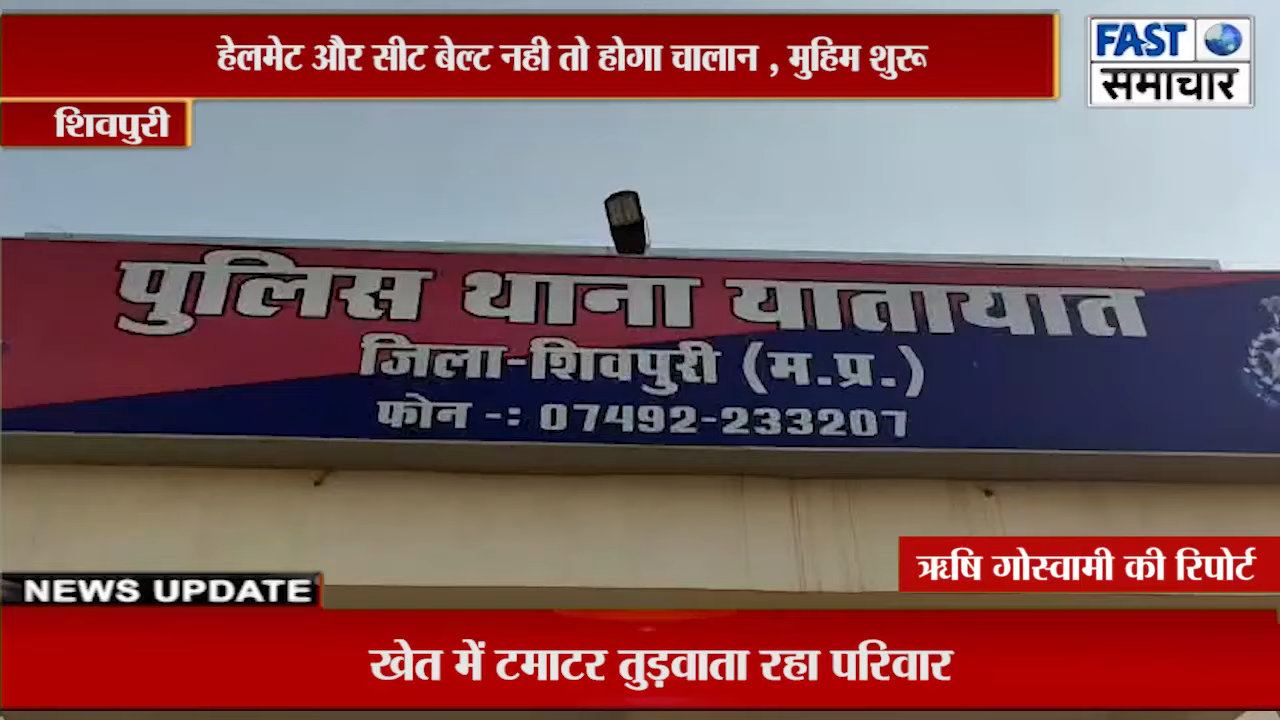 हेलमेट और सीट बेल्ट नही तो होगा चालान , मुहिम शुरू
FAST
समाचार
शिवपुरी
पुलिस थाना यातायात
जिला-शिवपुरी (म.प्र.)
फोन -: 07492-233207
ऋषि गोस्वामी की रिपोर्ट
NEWS UPDATE
खेत में टमाटर तुड़वाता रहा परिवार